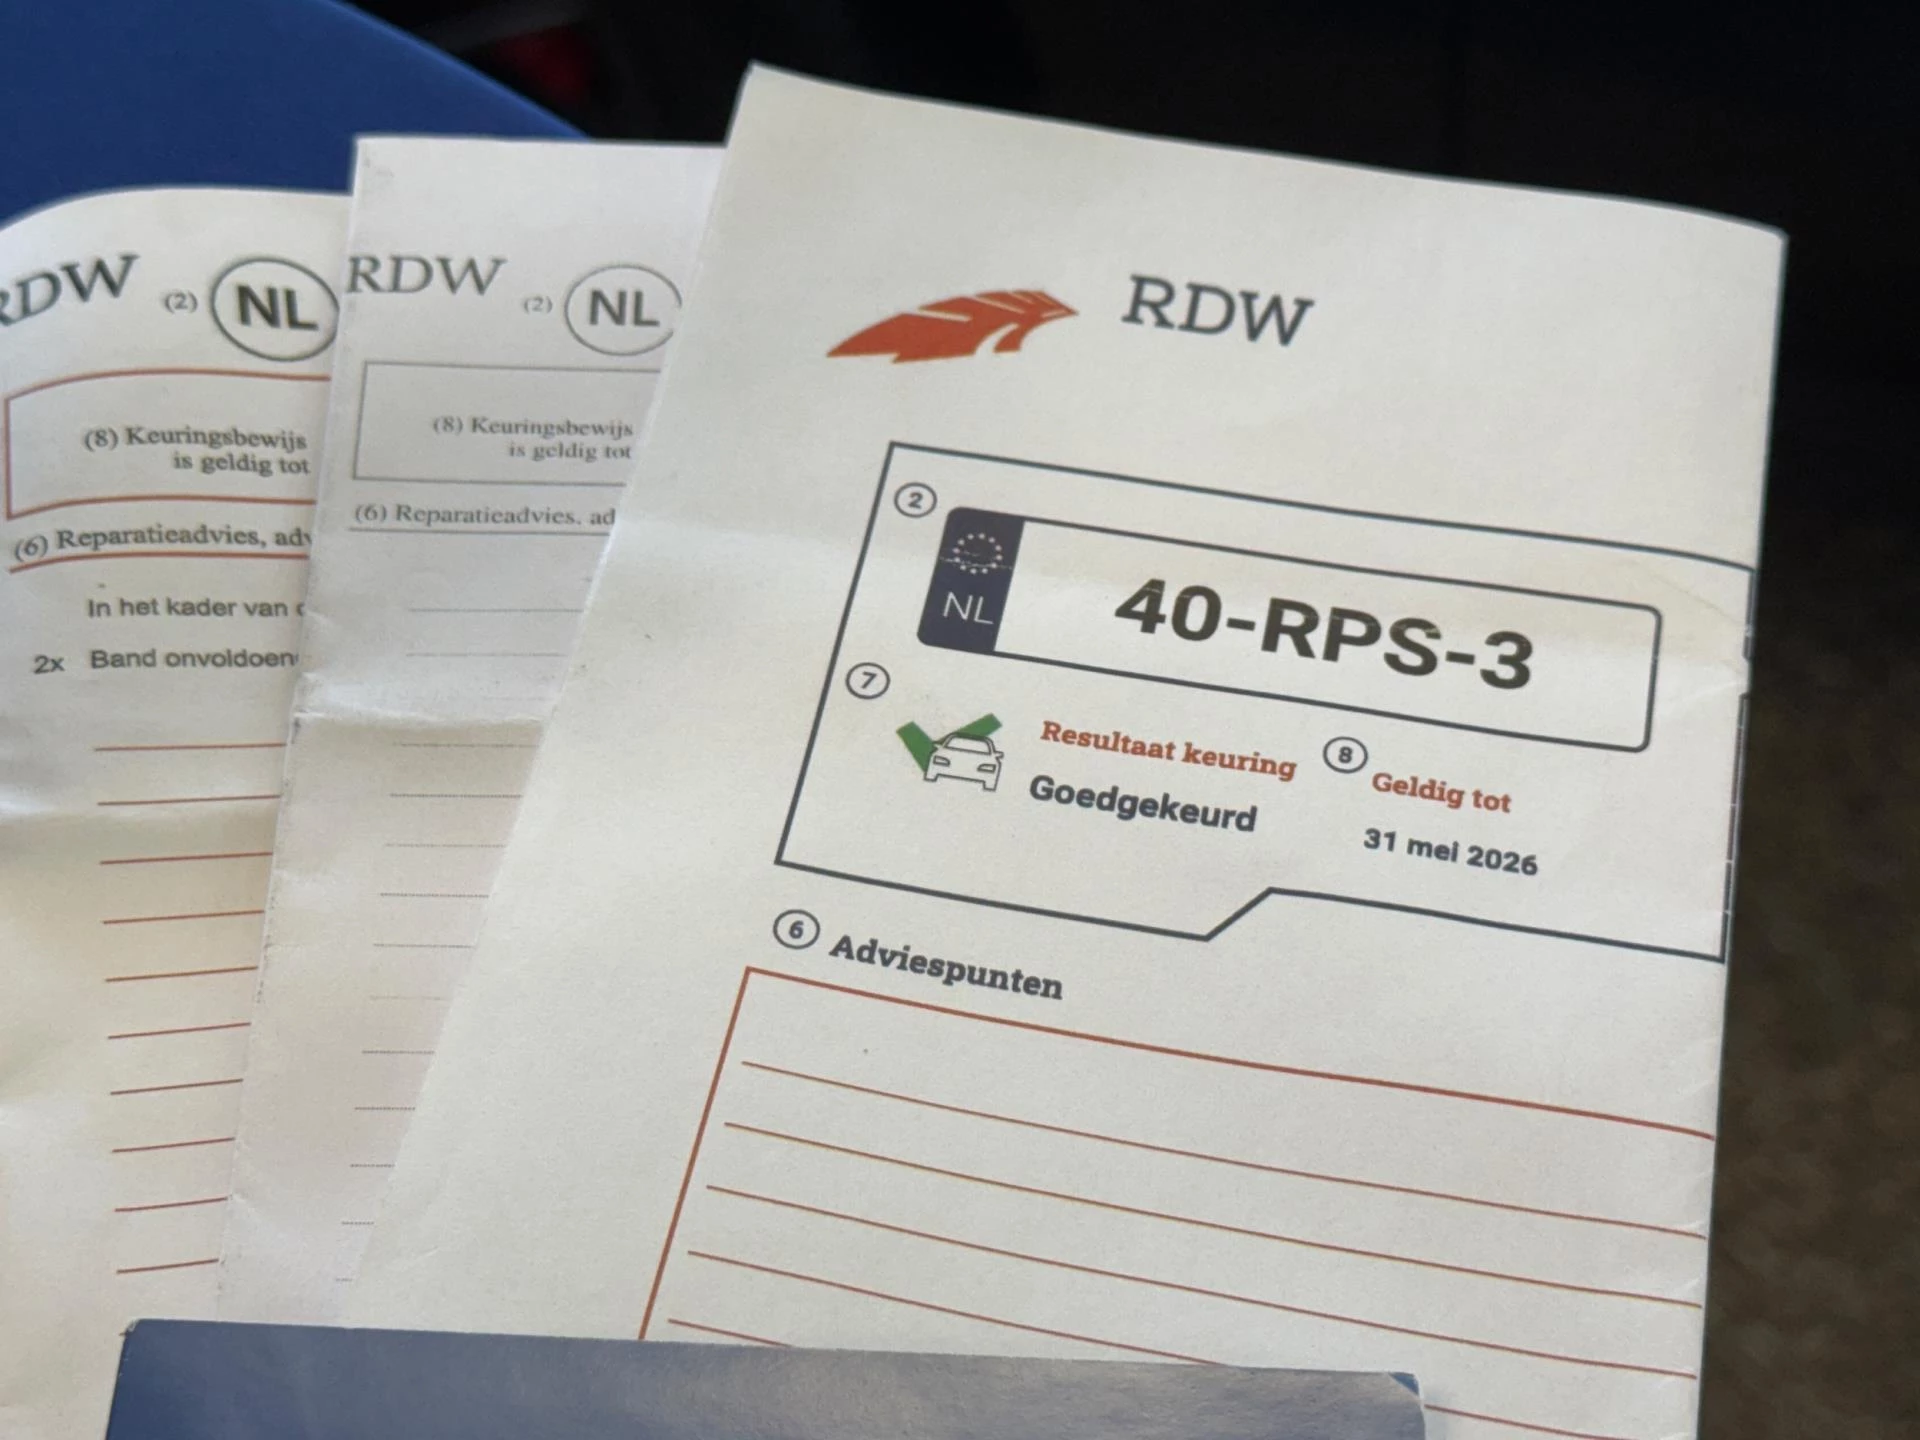 RDW (2) NL
(8) Keuringsbewijs
is geldig tot
(6) Reparatieadvies,
In het kader van
2x Band
RDW (2) NL
(8) Keuringsbewijs
is geldig tot
(6) Reparatieadvies.
RDW
2
NL 40-RPS-3
7
Resultaat keuring
Goedgekeurd
8
Geldig tot
31 mei 2026
6 Adviespunten